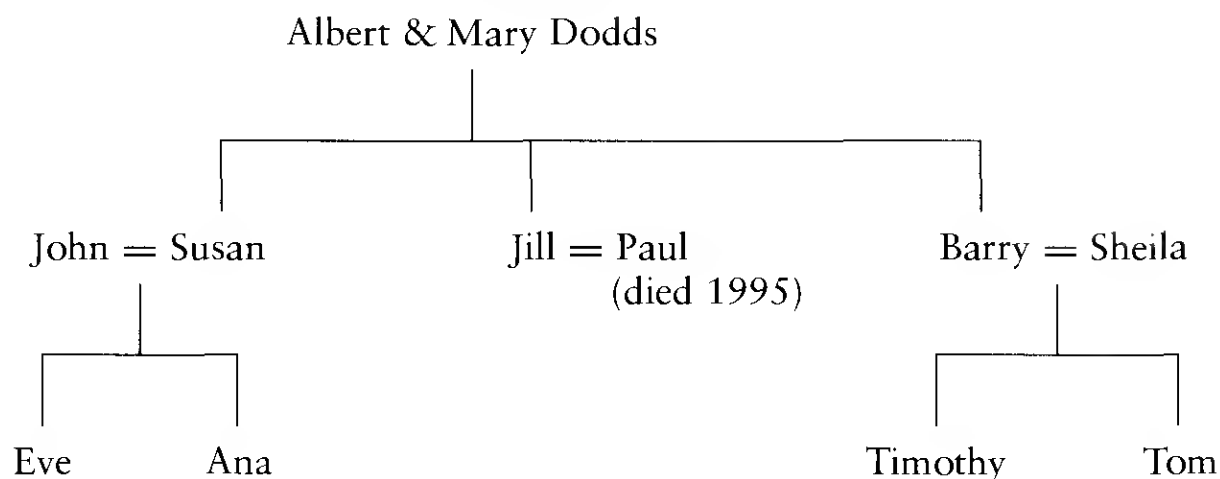 Albert & Mary Dodds
John = Susan
Jill = Paul
(died 1995)
Barry = Sheila
Eve
Ana
Timothy
Tom